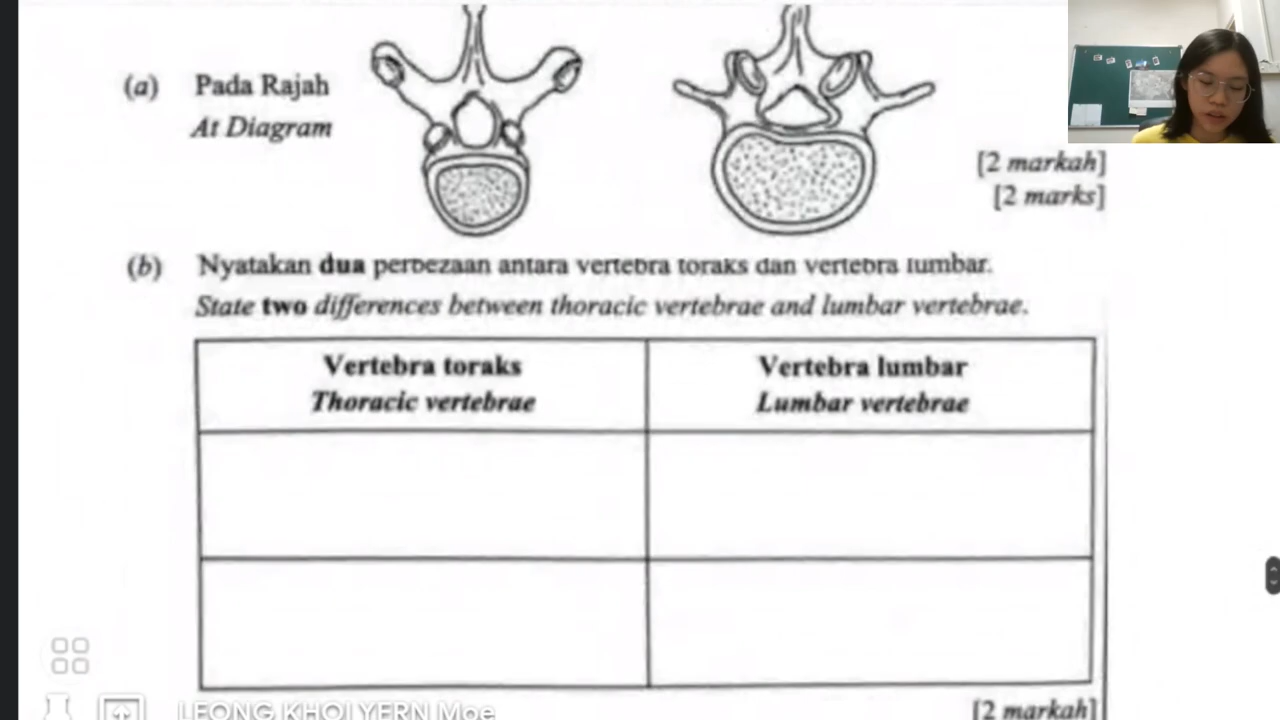 (a) Pada Rajah
At Diagram
[2 markah]
[2 marks]
(b) Nyatakan dua perbezaan antara vertebra toraks dan vertebra lumbar.
State two differences between thoracic vertebrae and lumbar vertebrae.
Vertebra toraks
Thoracic vertebrae
Vertebra lumbar
Lumbar vertebrae
[2 markah]
LEONG KHOI YERN Moe